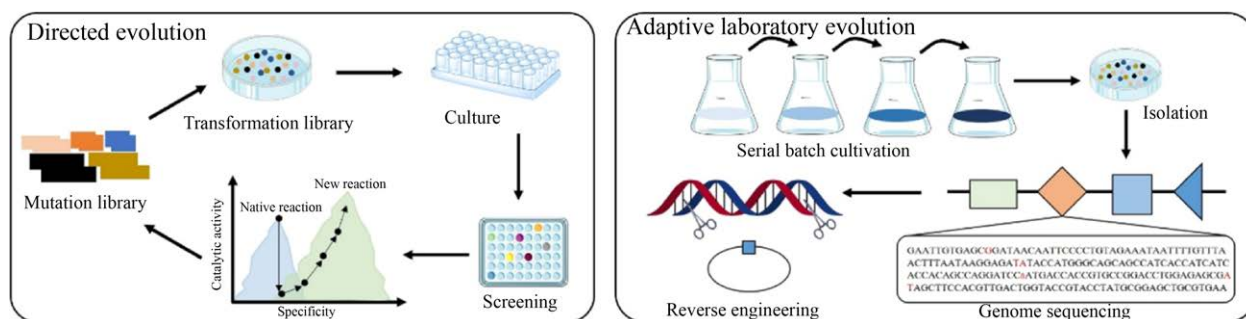 Directed evolution
Transformation library
Culture
Mutation library
New reaction
Native reaction
Catalytic activity
Specificity
Screening
Adaptive laboratory evolution
Serial batch cultivation
Isolation
GAATTGTGAGCGGATAACAATTCCCCTGTAGAAATAATTTTGTTTA
ACTTTAATAAGGAGATATACCATGGGCAGCAGCCATCACCATCATC
ACCACAGCCAGGATCCaATGACCACCGTGCCGGACCTGGAGAGCGA
TAGCTTCCACGTTGACTGGTACCGTACCTATGCGGAGCTGCGTGAA
Reverse engineering
Genome sequencing